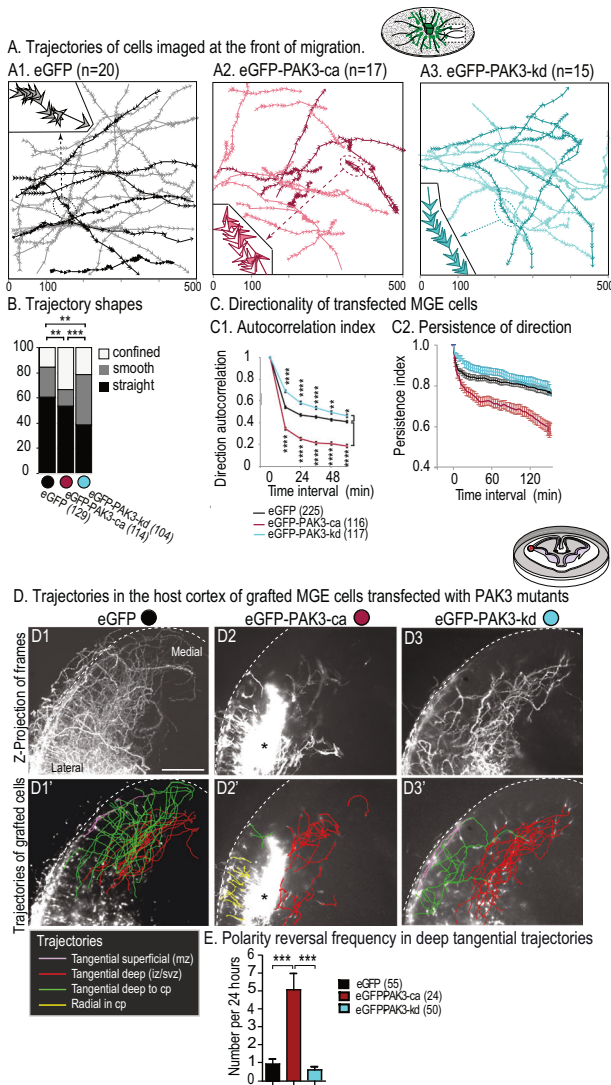 A. Trajectories of cells imaged at the front of migration.
A1. eGFP (n=20)
A2. eGFP-PAK3-ca (n=17)
A3. eGFP-PAK3-kd (n=15)
0 100 500
0 100 500
0 100 500
B. Trajectory shapes
**
** ***
100
80
60
40
20
0
confined
smooth
straight
eGFP (129)
eGFP-PAK3-ca (114)
eGFP-PAK3-kd (104)
C. Directionality of transfected MGE cells
C1. Autocorrelation index
Direction autocorrelation
1
0.8
0.6
0.4
0.2
0
0 24 48
Time interval (min)
eGFP (225)
eGFP-PAK3-ca (116)
eGFP-PAK3-kd (117)
C2. Persistence of direction
Persistence index
1.0
0.8
0.6
0.4
0 60 120
Time interval (min)
D. Trajectories in the host cortex of grafted MGE cells transfected with PAK3 mutants
eGFP
eGFP-PAK3-ca
eGFP-PAK3-kd
Z-Projection of frames
D1
Medial
Lateral
D2
*
D3
Trajectories of grafted cells
D1'
D2'
*
D3'
Trajectories
Tangential superficial (mz)
Tangential deep (iz/svz)
Tangential deep to cp
Radial in cp
E. Polarity reversal frequency in deep tangential trajectories
Number per 24 hours
7
6
5
4
3
2
1
0
*** ***
eGFP (55)
eGFPPAK3-ca (24)
eGFPPAK3-kd (50)